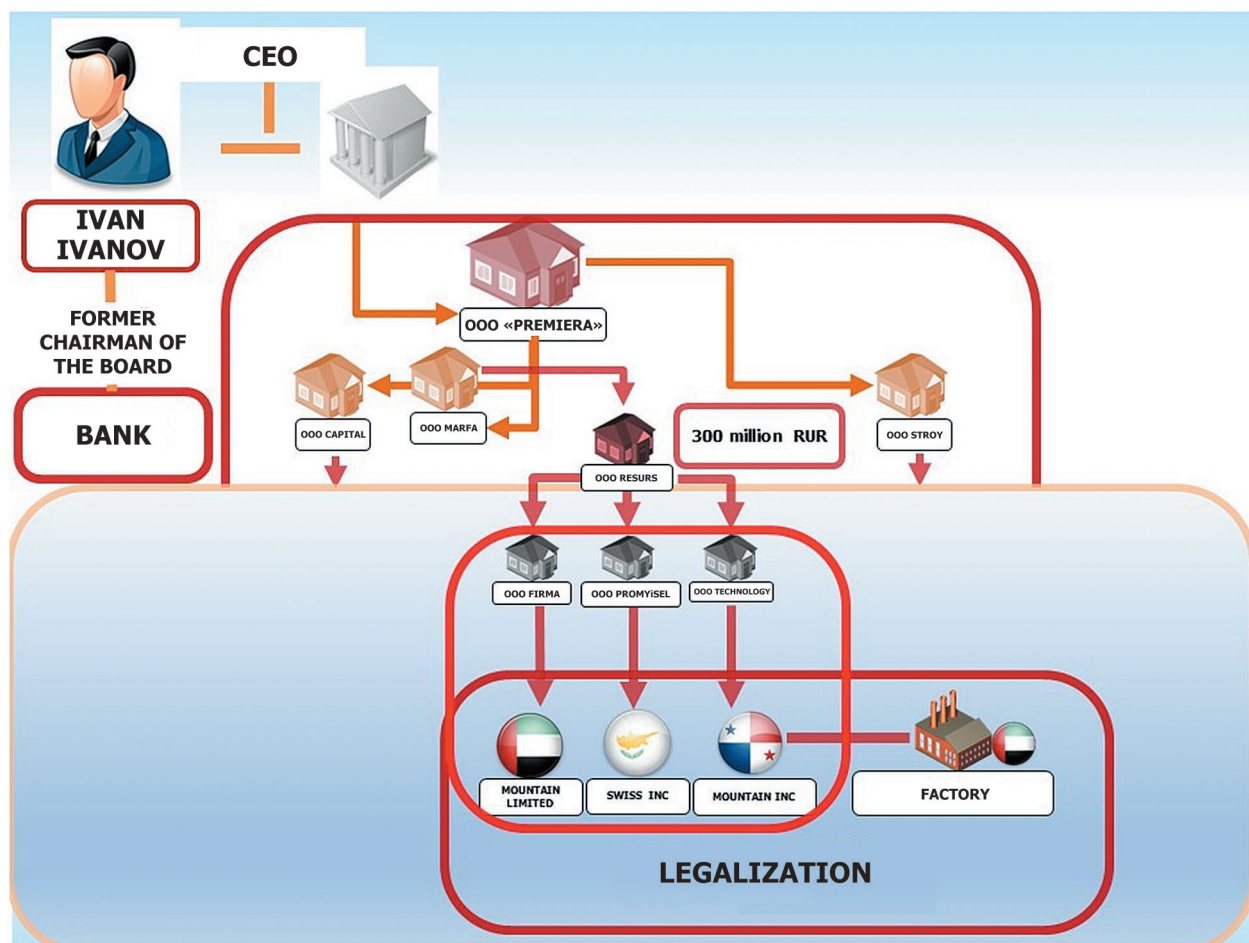 CEO
IVAN
IVANOV
FORMER
CHAIRMAN OF
THE BOARD
BANK
OOO «PREMIERA»
OOO CAPITAL
OOO MARFA
300 million RUR
OOO STROY
OOO RESURS
OOO FIRMA
OOO PROMYiSEL
OOO TECHNOLOGY
MOUNTAIN
LIMITED
SWISS INC
MOUNTAIN INC
FACTORY
LEGALIZATION